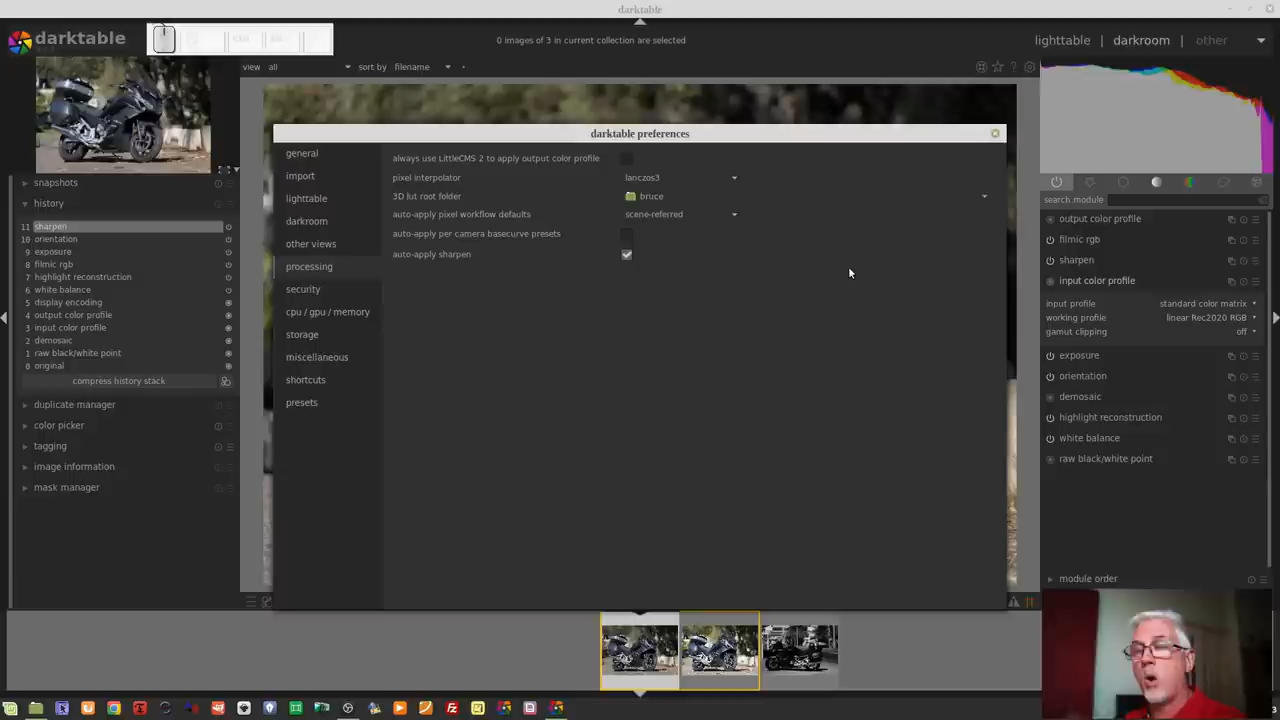 darktable
darktable
0 images of 3 in current collection are selected
lighttable | darkroom | other
view all sort by filename
darktable preferences
general
import
lighttable
darkroom
other views
processing
security
cpu / gpu / memory
storage
miscellaneous
shortcuts
presets
always use LittleCMS 2 to apply output color profile
pixel interpolator lanczos3
3D lut root folder bruce
auto-apply pixel workflow defaults scene-referred
auto-apply per camera basecurve presets
auto-apply sharpen
snapshots
history
11 sharpen
10 orientation
9 exposure
8 filmic rgb
7 highlight reconstruction
6 white balance
5 display encoding
4 output color profile
3 input color profile
2 demosaic
1 raw black/white point
0 original
compress history stack
duplicate manager
color picker
tagging
image information
mask manager
search module
output color profile
filmic rgb
sharpen
input color profile
input profile standard color matrix
working profile linear Rec2020 RGB
gamut clipping off
exposure
orientation
demosaic
highlight reconstruction
white balance
raw black/white point
module order